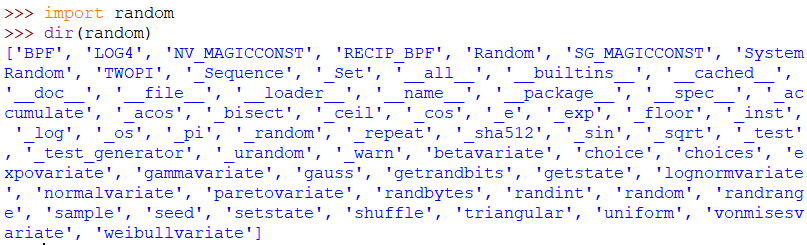 >>> import random
>>> dir(random)
['BPF', 'LOG4', 'NV_MAGICCONST', 'RECIP_BPF', 'Random', 'SG_MAGICCONST', 'System
Random', 'TWOPI', '_Sequence', '_Set', '__all__', '__builtins__', '__cached__',
'__doc__', '__file__', '__loader__', '__name__', '__package__', '__spec__', '_ac
cumulate', '_acos', '_bisect', '_ceil', '_cos', '_e', '_exp', '_floor', '_inst',
'_log', '_os', '_pi', '_random', '_repeat', '_sha512', '_sin', '_sqrt', '_test'
, '_test_generator', '_urandom', '_warn', 'betavariate', 'choice', 'choices', 'e
xpovariate', 'gammavariate', 'gauss', 'getrandbits', 'getstate', 'lognormvariate
', 'normalvariate', 'paretovariate', 'randbytes', 'randint', 'random', 'randrang
e', 'sample', 'seed', 'setstate', 'shuffle', 'triangular', 'uniform', 'vonmisesv
ariate', 'weibullvariate']